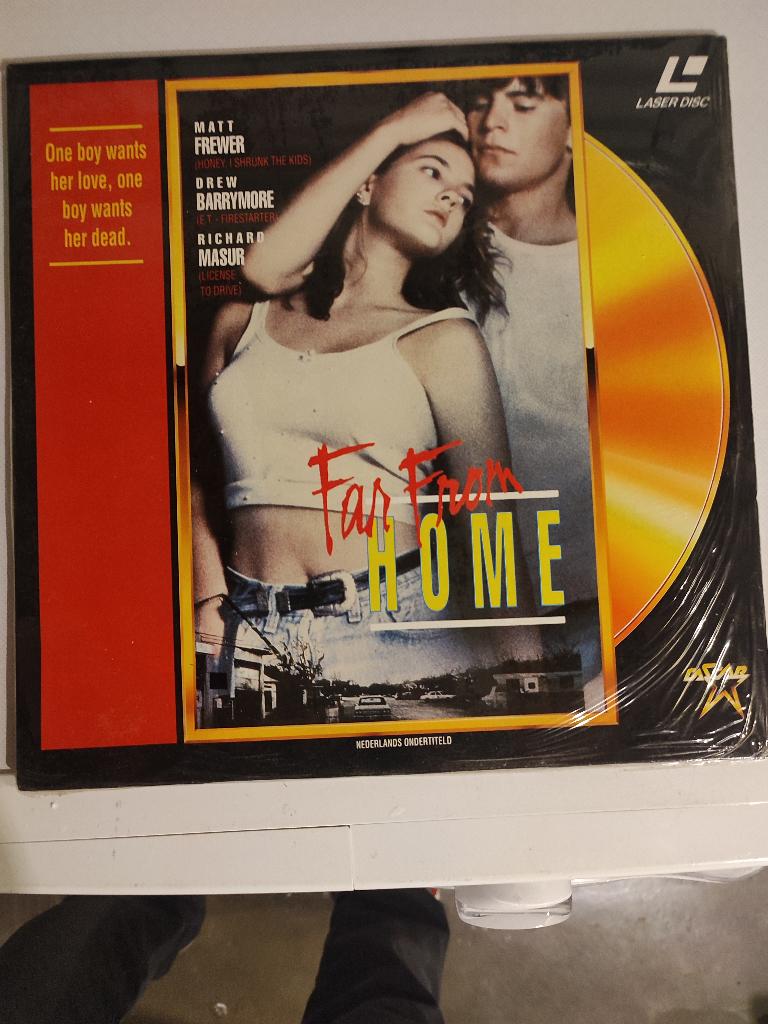 LASER DISC
One boy wants
her love, one
boy wants
her dead.
MATT
FREWER
(HONEY, I SHRUNK THE KIDS)
DREW
BARRYMORE
(E.T. - FIRESTARTER)
RICHARD
MASUR
(LICENSE
TO DRIVE)
Far From
HOME
OSCAR
NEDERLANDS ONDERTITELD